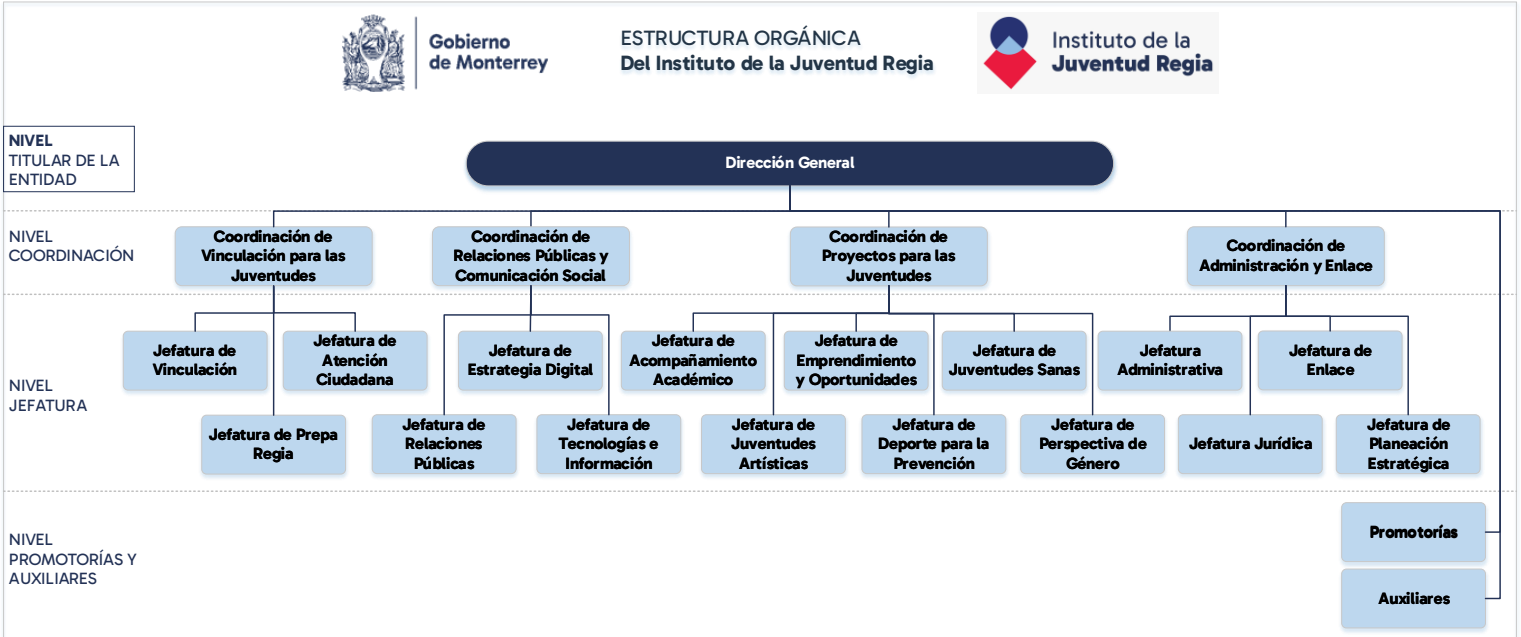 Gobierno
de Monterrey
ESTRUCTURA ORGÁNICA
Del Instituto de la Juventud Regia
Instituto de la
Juventud Regia
NIVEL
TITULAR DE LA
ENTIDAD
Dirección General
NIVEL
COORDINACIÓN
Coordinación de
Vinculación para las
Juventudes
Coordinación de
Relaciones Públicas y
Comunicación Social
Coordinación de
Proyectos para las
Juventudes
Coordinación de
Administración y Enlace
NIVEL
JEFATURA
Jefatura de
Vinculación
Jefatura de
Atención
Ciudadana
Jefatura de
Estrategia Digital
Jefatura de
Acompañamiento
Académico
Jefatura de
Emprendimiento
y Oportunidades
Jefatura de
Juventudes Sanas
Jefatura
Administrativa
Jefatura de
Enlace
Jefatura de Prepa
Regia
Jefatura de
Relaciones
Públicas
Jefatura de
Tecnologías e
Información
Jefatura de
Juventudes
Artísticas
Jefatura de
Deporte para la
Prevención
Jefatura de
Perspectiva de
Género
Jefatura Jurídica
Jefatura de
Planeación
Estratégica
NIVEL
PROMOTORÍAS Y
AUXILIARES
Promotorías
Auxiliares